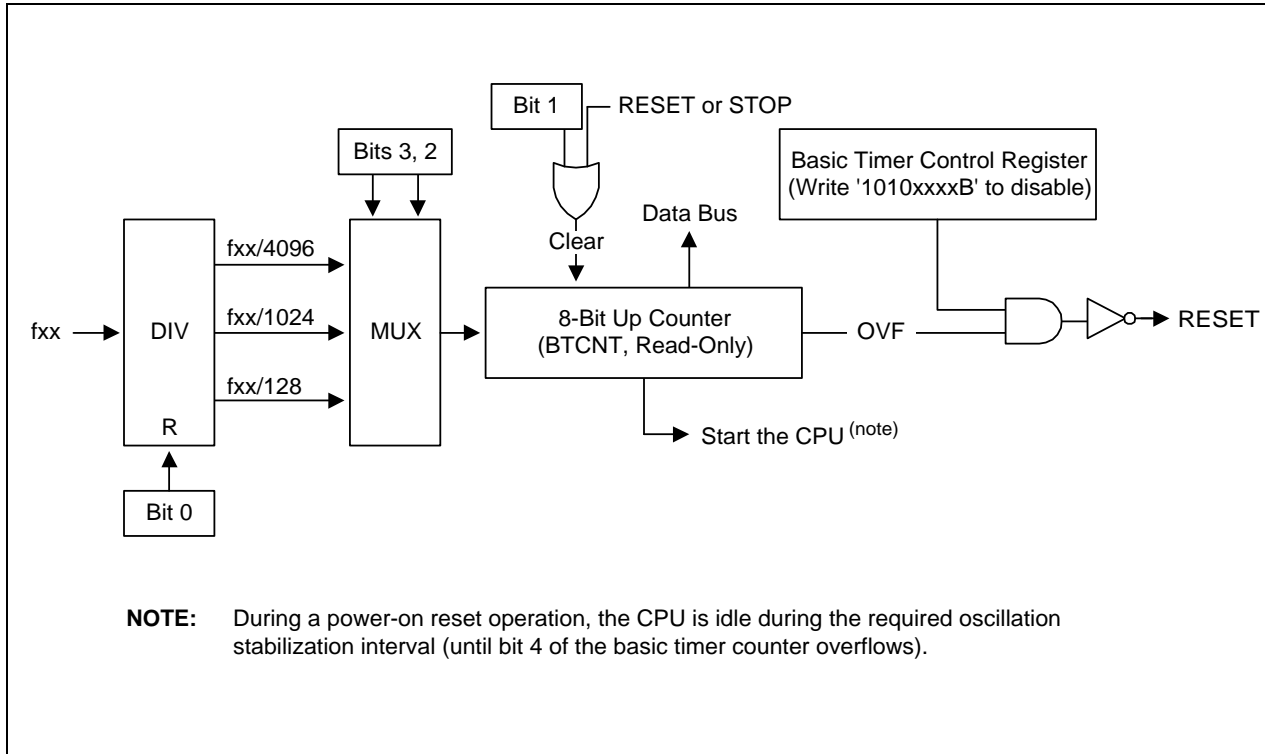 Bit 1
RESET or STOP
Bits 3, 2
Basic Timer Control Register
(Write '1010xxxxB' to disable)
Data Bus
Clear
fxx/4096
fxx
DIV
fxx/1024
MUX
8-Bit Up Counter
(BTCNT, Read-Only)
OVF
RESET
fxx/128
R
Start the CPU (note)
Bit 0
NOTE: During a power-on reset operation, the CPU is idle during the required oscillation
stabilization interval (until bit 4 of the basic timer counter overflows).